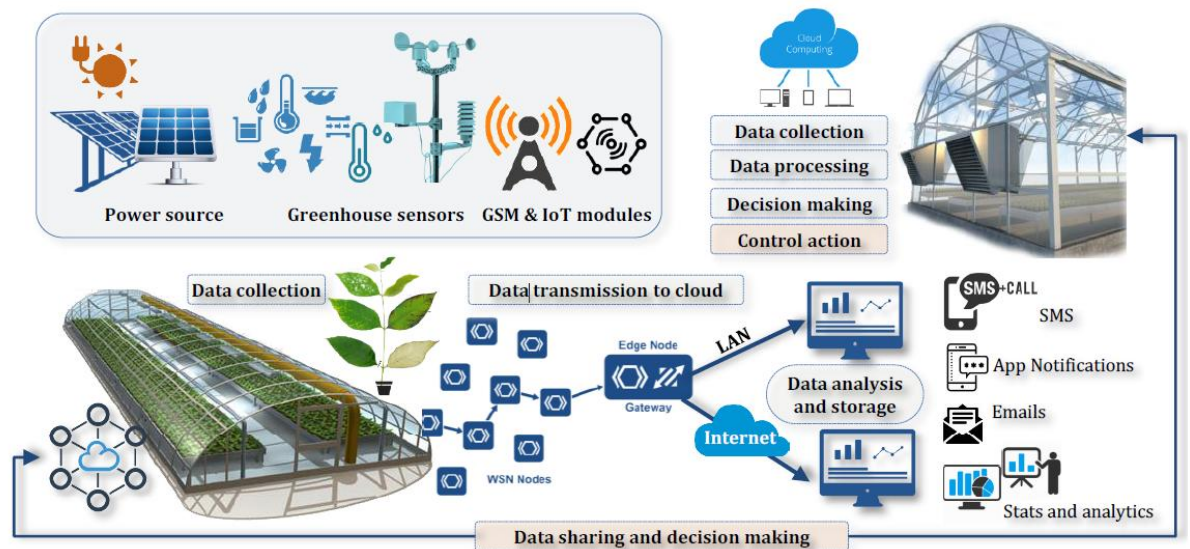 Cloud
Computing
Power source
Greenhouse sensors
GSM & IoT modules
Data collection
Data processing
Decision making
Control action
Data collection
Data transmission to cloud
Edge Node
Gateway
WSN Nodes
LAN
Internet
Data analysis
and storage
SMS+CALL
SMS
App Notifications
Emails
Stats and analytics
Data sharing and decision making